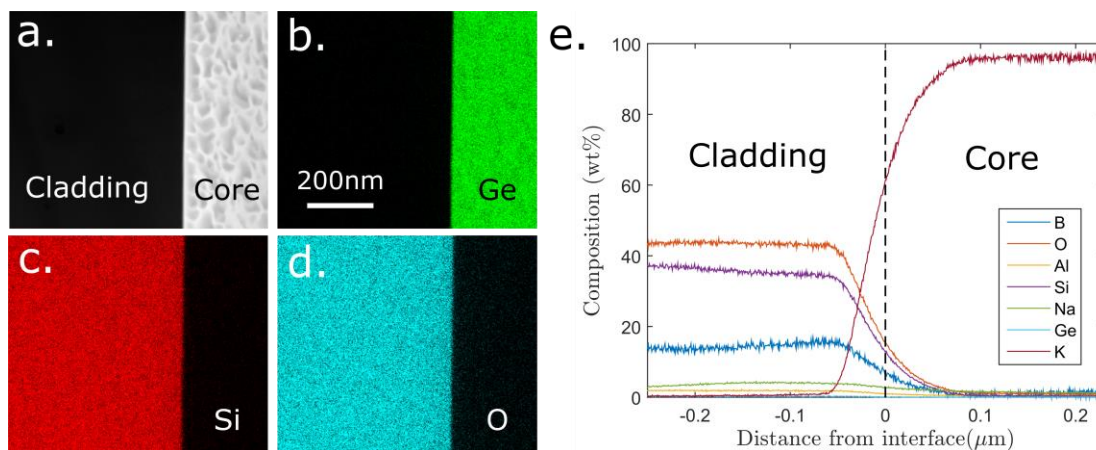 a.
Cladding
Core
b.
200nm
Ge
c.
Si
d.
O
e.
Composition (wt%)
100
80
60
40
20
0
Cladding
Core
B
O
Al
Si
Na
Ge
K
-0.2
-0.1
0
0.1
0.2
Distance from interface(μm)